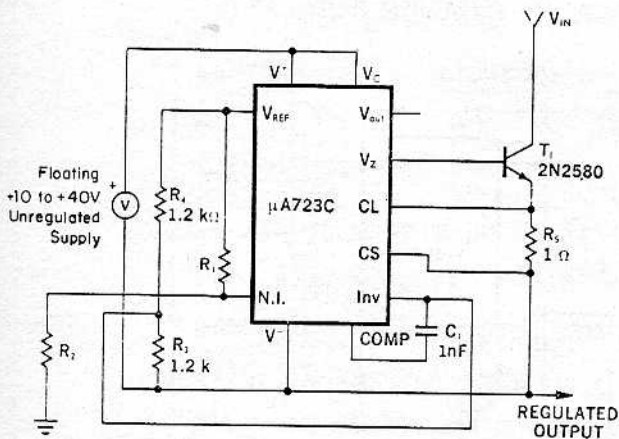 V_IN
V⁺
V_C
V_REF
V_out
T₁
2N2580
V_Z
Floating
+10 to +40V
Unregulated
Supply
+
V
R₄
1.2 kΩ
μA723C
CL
R_S1
1 Ω
R₁
CS
N.I.
Inv
R₂
R₃
1.2 k
V⁻
COMP
C₁
1nF
REGULATED
OUTPUT